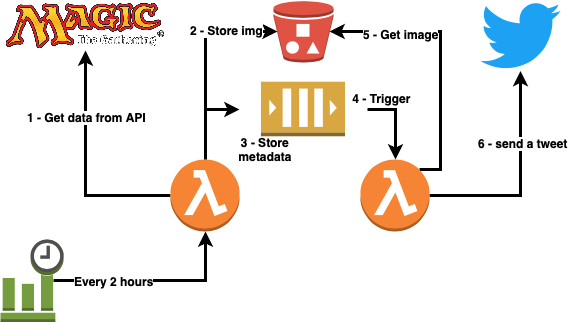 MAGIC
The Gathering®
2 - Store img
5 - Get image
1 - Get data from API
4 - Trigger
3 - Store
metadata
6 - send a tweet
Every 2 hours